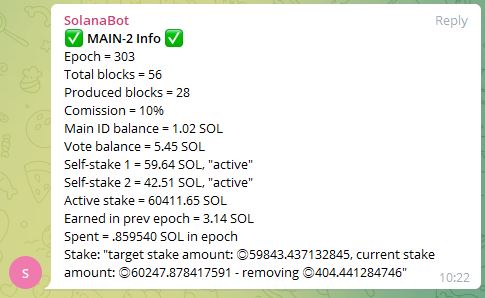 SolanaBot
Reply
✅ MAIN-2 Info ✅
Epoch = 303
Total blocks = 56
Produced blocks = 28
Comission = 10%
Main ID balance = 1.02 SOL
Vote balance = 5.45 SOL
Self-stake 1 = 59.64 SOL, "active"
Self-stake 2 = 42.51 SOL, "active"
Active stake = 60411.65 SOL
Earned in prev epoch = 3.14 SOL
Spent = .859540 SOL in epoch
Stake: "target stake amount: ◎59843.437132845, current stake
amount: ◎60247.878417591 - removing ◎404.441284746"
S
10:22